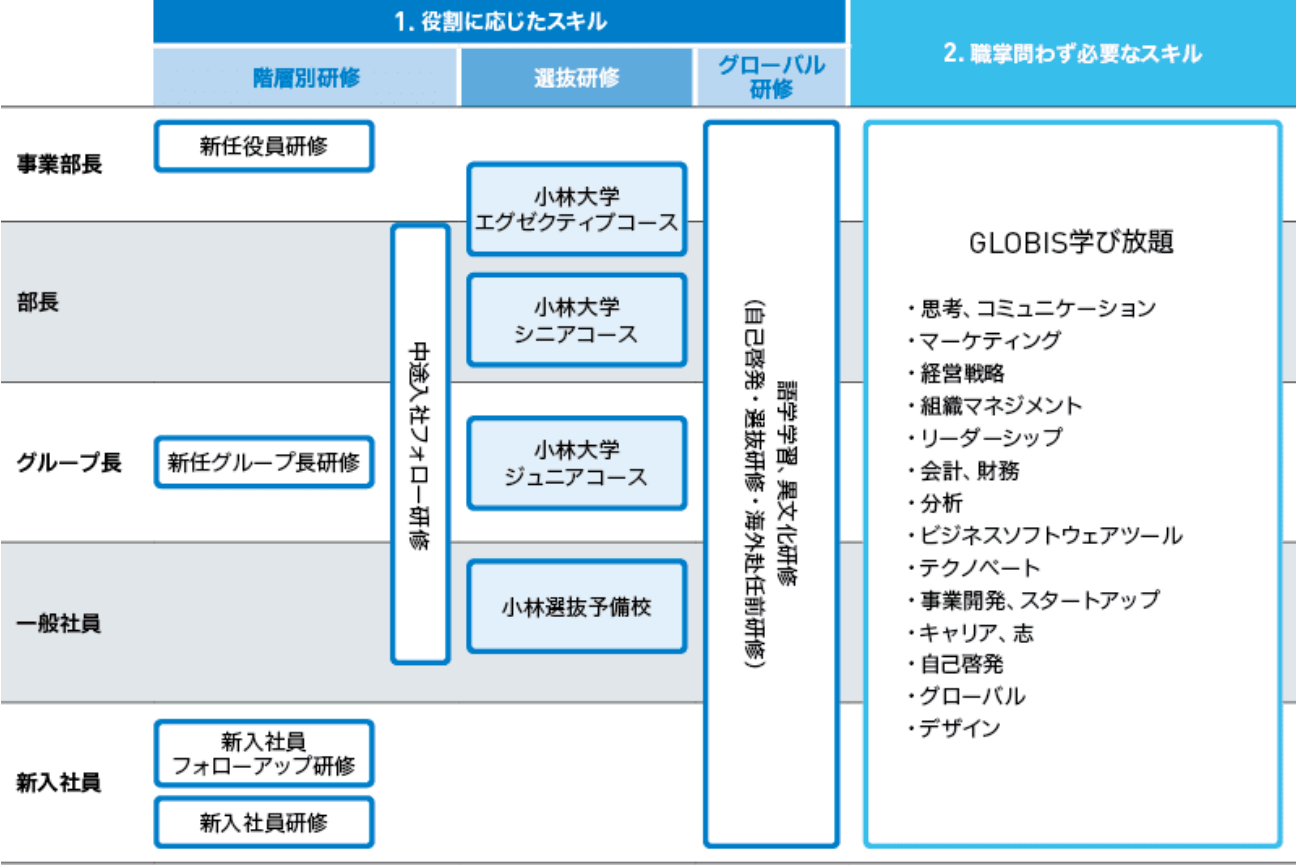 1. 役割に応じたスキル
2. 職掌問わず必要なスキル
階層別研修
選抜研修
グローバル
研修
事業部長
新任役員研修
小林大学
エグゼクティブコース
部長
小林大学
シニアコース
グループ長
新任グループ長研修
小林大学
ジュニアコース
一般社員
小林選抜予備校
新入社員
新入社員
フォローアップ研修
新入社員研修
中途入社フォロー研修
語学学習、異文化研修
(自己啓発・選抜研修・海外赴任前研修)
GLOBIS学び放題
・思考、コミュニケーション
・マーケティング
・経営戦略
・組織マネジメント
・リーダーシップ
・会計、財務
・分析
・ビジネスソフトウェアツール
・テクノベート
・事業開発、スタートアップ
・キャリア、志
・自己啓発
・グローバル
・デザイン